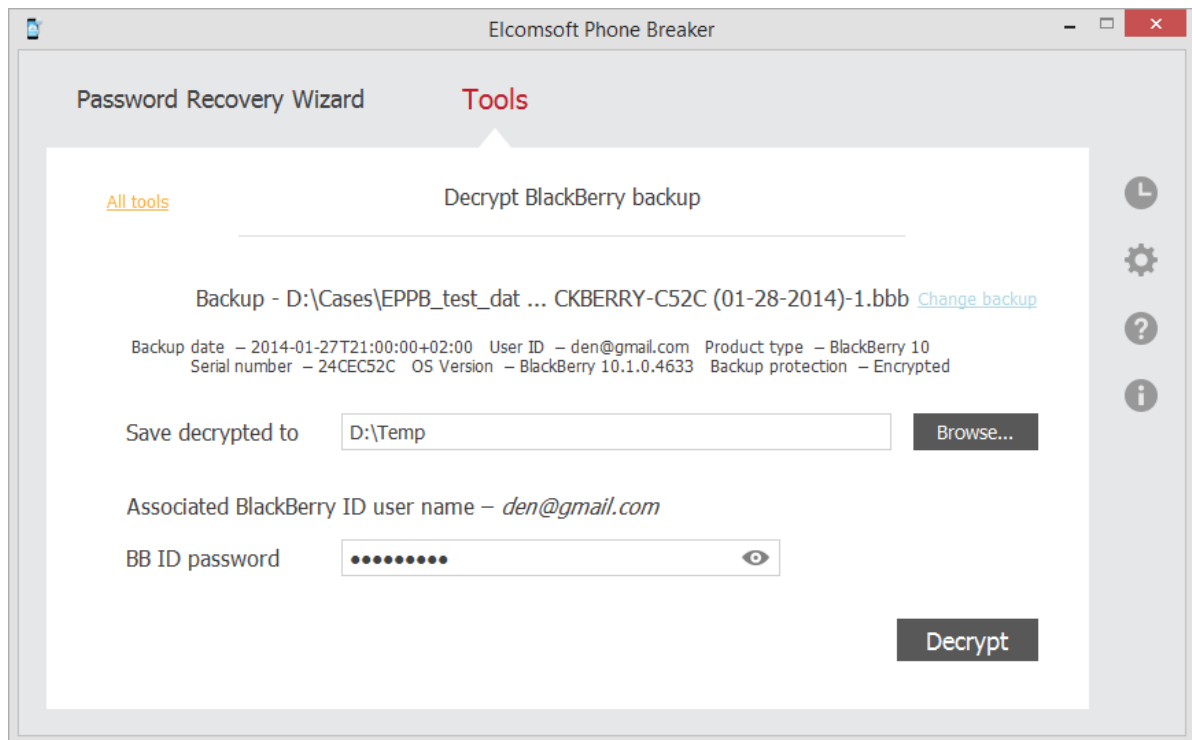 Elcomsoft Phone Breaker
Password Recovery Wizard Tools
All tools Decrypt BlackBerry backup
Backup - D:\Cases\EPPB_test_dat ... CKBERRY-C52C (01-28-2014)-1.bbb Change backup
Backup date – 2014-01-27T21:00:00+02:00 User ID – den@gmail.com Product type – BlackBerry 10
Serial number – 24CEC52C OS Version – BlackBerry 10.1.0.4633 Backup protection – Encrypted
Save decrypted to D:\Temp Browse...
Associated BlackBerry ID user name – den@gmail.com
BB ID password •••••••••
Decrypt